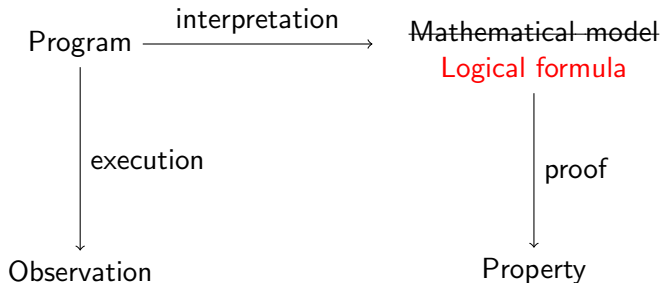 interpretation
Program
Mathematical model
Logical formula
execution
proof
Observation
Property